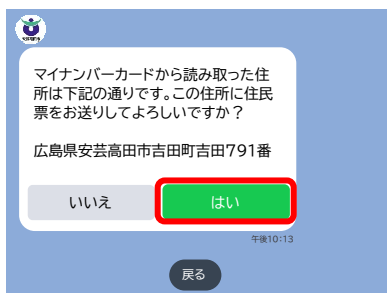 マイナンバーカードから読み取った住
所は下記の通りです。この住所に住民
票をお送りしてよろしいですか？
広島県安芸高田市吉田町吉田791番
いいえ
はい
午後10:13
戻る